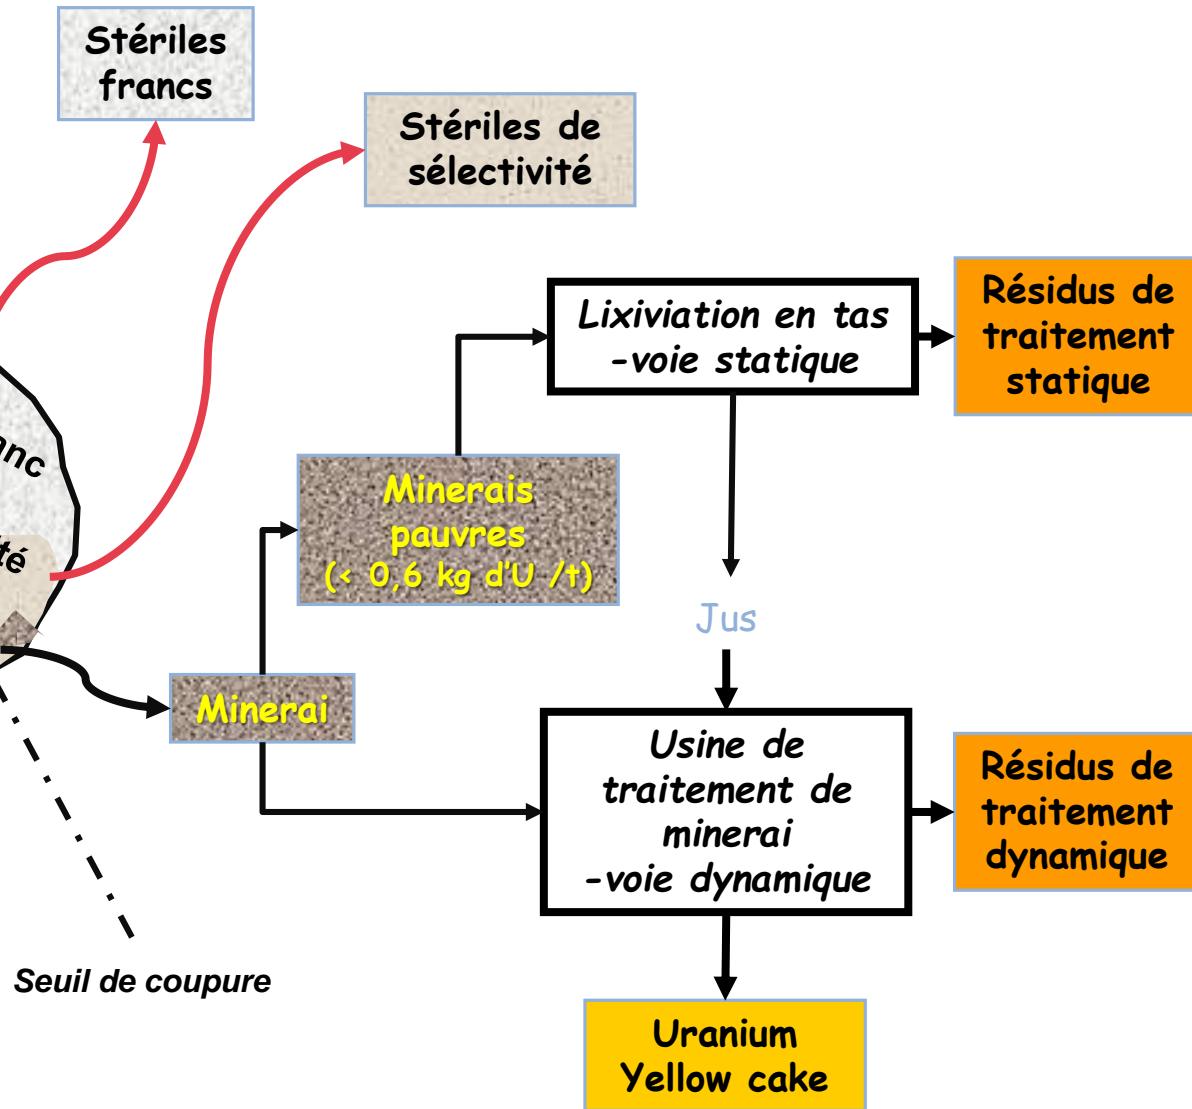 Stériles
francs
Stériles de
sélectivité
Lixiviation en tas
-voie statique
Résidus de
traitement
statique
Minerais
pauvres
(< 0,6 kg d'U /t)
Jus
Minerai
Usine de
traitement de
minerai
-voie dynamique
Résidus de
traitement
dynamique
Seuil de coupure
Uranium
Yellow cake